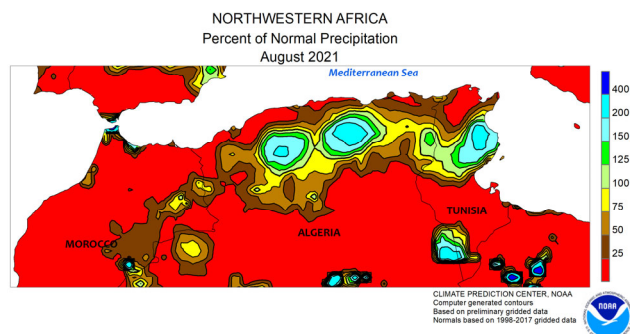 NORTHWESTERN AFRICA
Percent of Normal Precipitation
August 2021
Mediterranean Sea
400
200
150
125
100
75
50
25
TUNISIA
ALGERIA
MOROCCO
CLIMATE PREDICTION CENTER, NOAA
Computer generated contours
Based on preliminary gridded data
Normals based on 1998-2017 gridded data
NOAA